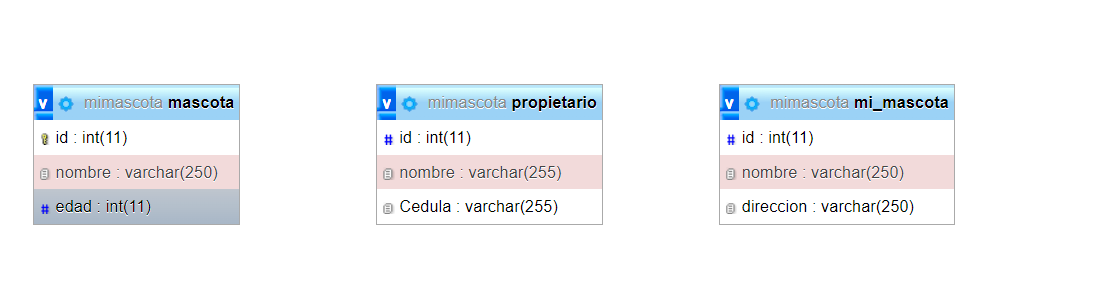 v mimascota mascota
id : int(11)
nombre : varchar(250)
# edad : int(11)
v mimascota propietario
# id : int(11)
nombre : varchar(255)
Cedula : varchar(255)
v mimascota mi_mascota
# id : int(11)
nombre : varchar(250)
direccion : varchar(250)